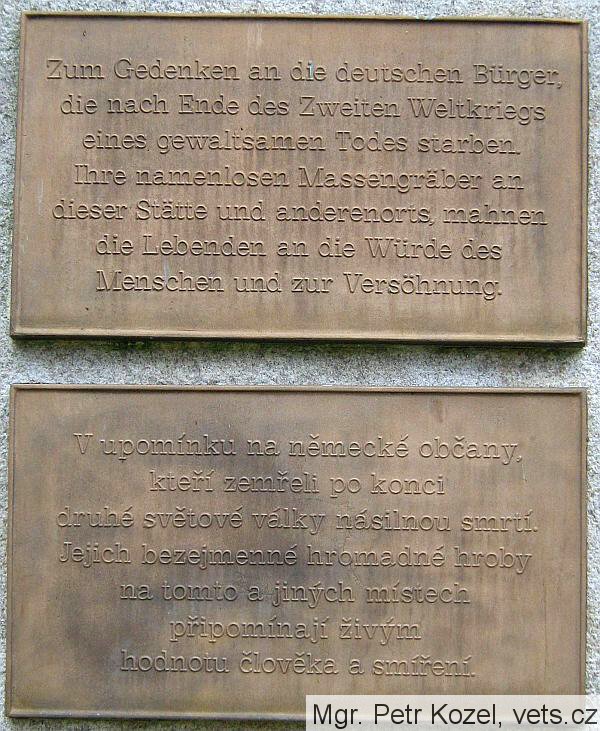 Zum Gedenken an die deutschen Bürger,
die nach Ende des Zweiten Weltkriegs
eines gewaltsamen Todes starben.
Ihre namenlosen Massengräber an
dieser Stätte und anderenorts, mahnen
die Lebenden an die Würde des
Menschen und zur Versöhnung.
V upomínku na německé občany,
kteří zemřeli po konci
druhé světové války násilnou smrtí.
Jejich bezejmenné hromadné hroby
na tomto a jiných místech
připomínají živým
hodnotu člověka a smíření.
Mgr. Petr Kozel, vets.cz